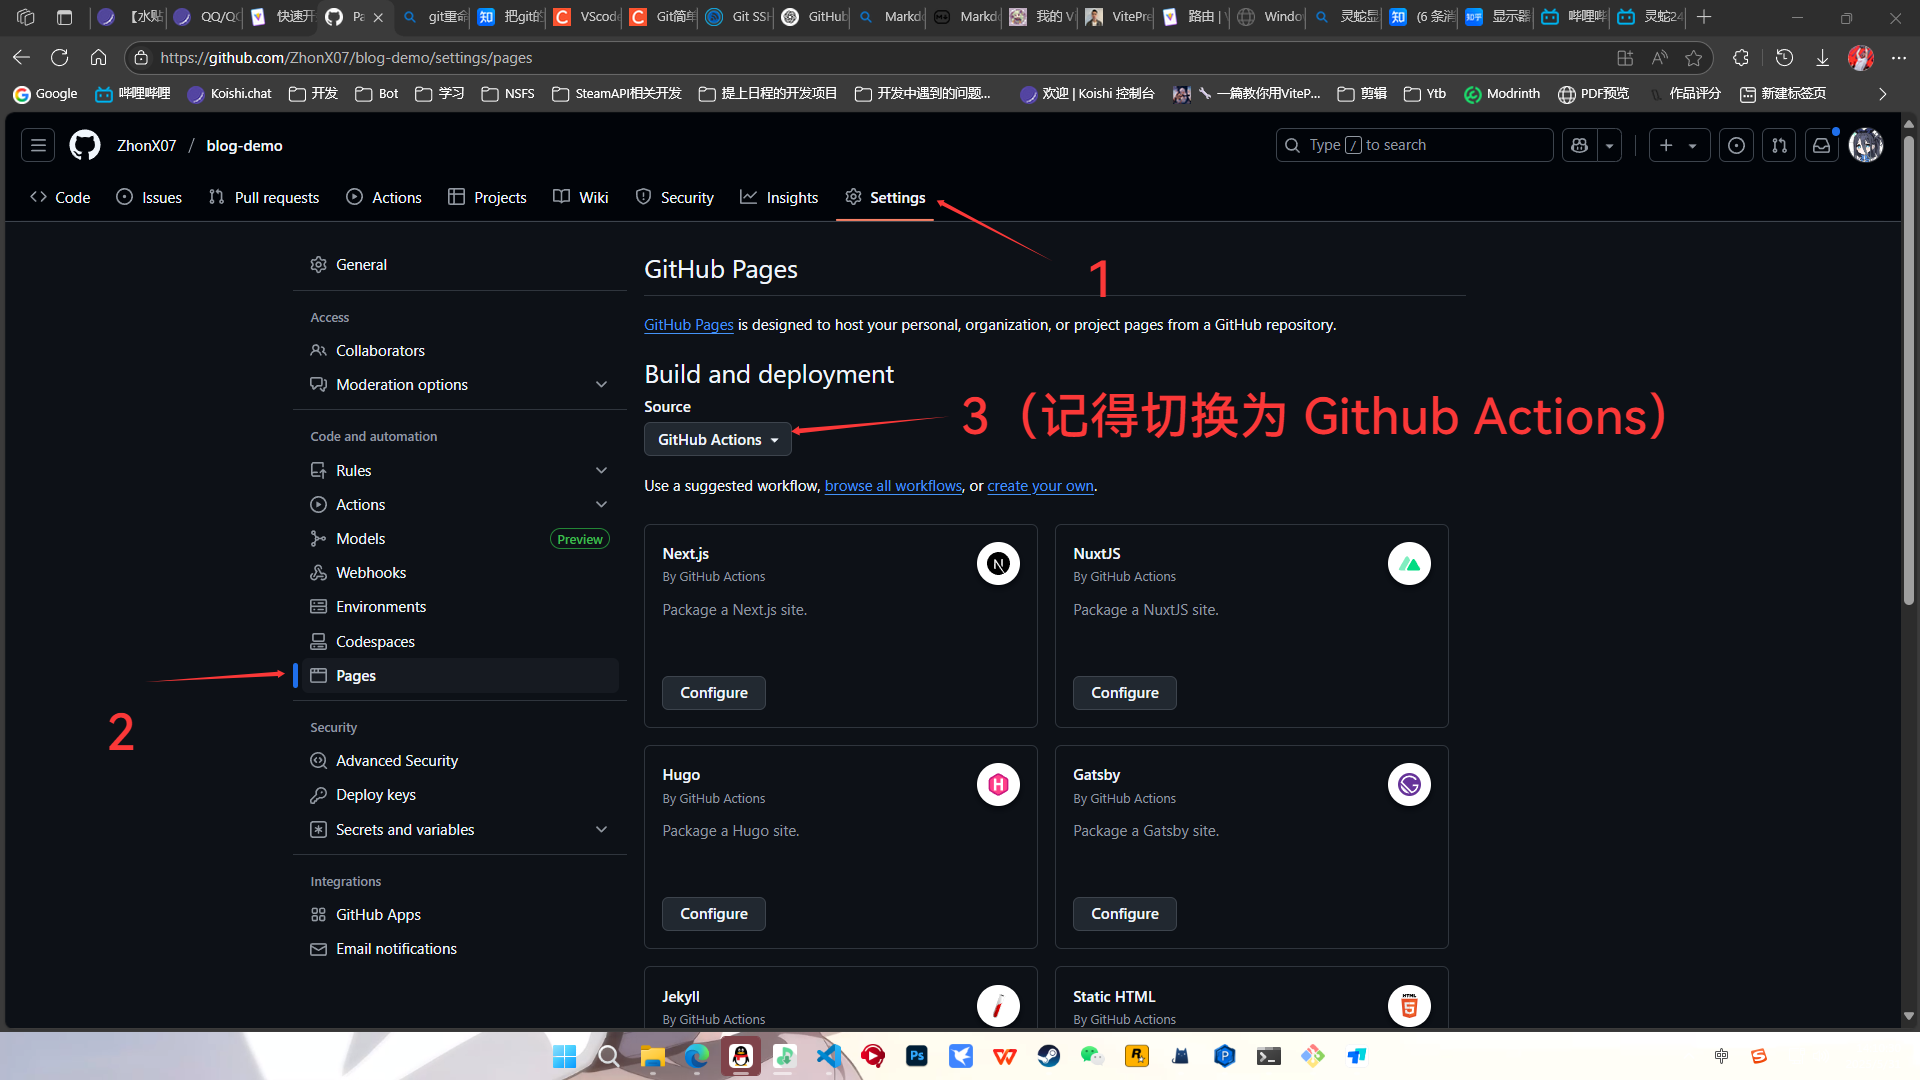 【水贴
QQ/QQ
快速开
Pa
git重命
把git的
VScode
Git简单
Git SSH
GitHub
Markdo
Markdo
我的 Vi
VitePre
路由 | V
Window
灵蛇显
(6 条消
显示器
哔哩哔
灵蛇24
https://github.com/ZhonX07/blog-demo/settings/pages
Google
哔哩哔哩
Koishi.chat
开发
Bot
学习
NSFS
SteamAPI相关开发
提上日程的开发项目
开发中遇到的问题...
欢迎 | Koishi 控制台
一篇教你用ViteP...
剪辑
Ytb
Modrinth
PDF预览
作品评分
新建标签页
ZhonX07 / blog-demo
Type / to search
Code
Issues
Pull requests
Actions
Projects
Wiki
Security
Insights
Settings
1
General
Access
Collaborators
Moderation options
Code and automation
Rules
Actions
Models
Preview
Webhooks
Environments
Codespaces
Pages
2
Security
Advanced Security
Deploy keys
Secrets and variables
Integrations
GitHub Apps
Email notifications
GitHub Pages
GitHub Pages is designed to host your personal, organization, or project pages from a GitHub repository.
Build and deployment
Source
GitHub Actions
3（记得切换为 Github Actions）
Use a suggested workflow, browse all workflows, or create your own.
Next.js
By GitHub Actions
Package a Next.js site.
Configure
NuxtJS
By GitHub Actions
Package a NuxtJS site.
Configure
Hugo
By GitHub Actions
Package a Hugo site.
Configure
Gatsby
By GitHub Actions
Package a Gatsby site.
Configure
Jekyll
By GitHub Actions
Static HTML
By GitHub Actions
中